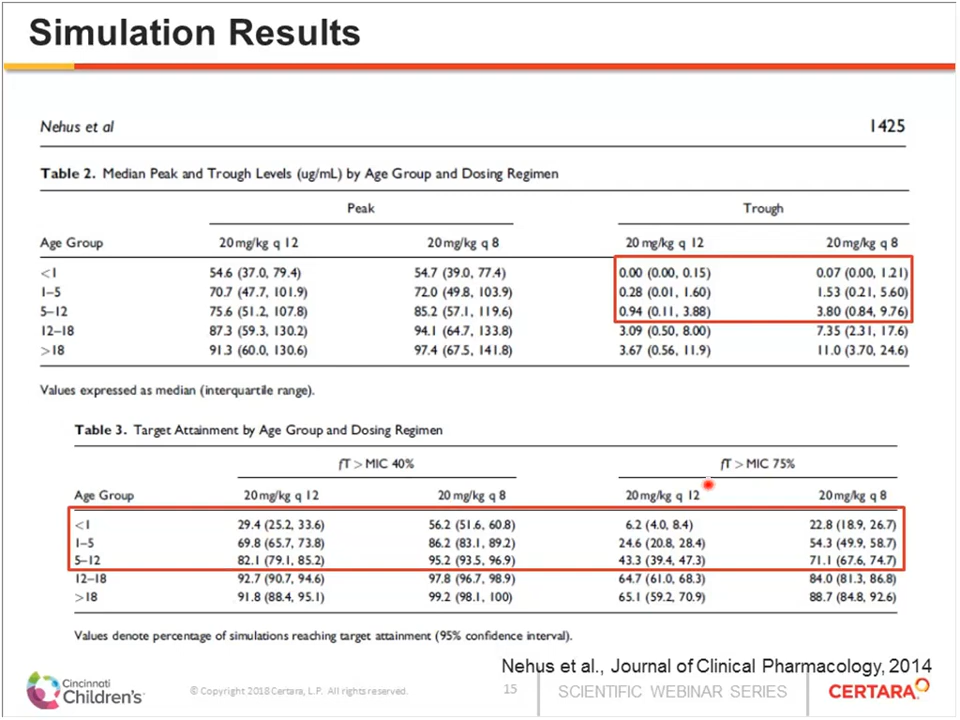 Simulation Results
Nehus et al 1425
Table 2. Median Peak and Trough Levels (ug/mL) by Age Group and Dosing Regimen
Peak Trough
Age Group 20 mg/kg q 12 20 mg/kg q 8 20 mg/kg q 12 20 mg/kg q 8
<1 54.6 (37.0, 79.4) 54.7 (39.0, 77.4) 0.00 (0.00, 0.15) 0.07 (0.00, 1.21)
1–5 70.7 (47.7, 101.9) 72.0 (49.8, 103.9) 0.28 (0.01, 1.60) 1.53 (0.21, 5.60)
5–12 75.6 (51.2, 107.8) 85.2 (57.1, 119.6) 0.94 (0.11, 3.88) 3.80 (0.84, 9.76)
12–18 87.3 (59.3, 130.2) 94.1 (64.7, 133.8) 3.09 (0.50, 8.00) 7.35 (2.31, 17.6)
>18 91.3 (60.0, 130.6) 97.4 (67.5, 141.8) 3.67 (0.56, 11.9) 11.0 (3.70, 24.6)
Values expressed as median (interquartile range).
Table 3. Target Attainment by Age Group and Dosing Regimen
fT > MIC 40% fT > MIC 75%
Age Group 20 mg/kg q 12 20 mg/kg q 8 20 mg/kg q 12 20 mg/kg q 8
<1 29.4 (25.2, 33.6) 56.2 (51.6, 60.8) 6.2 (4.0, 8.4) 22.8 (18.9, 26.7)
1–5 69.8 (65.7, 73.8) 86.2 (83.1, 89.2) 24.6 (20.8, 28.4) 54.3 (49.9, 58.7)
5–12 82.1 (79.1, 85.2) 95.2 (93.5, 96.9) 43.3 (39.4, 47.3) 71.1 (67.6, 74.7)
12–18 92.7 (90.7, 94.6) 97.8 (96.7, 98.9) 64.7 (61.0, 68.3) 84.0 (81.3, 86.8)
>18 91.8 (88.4, 95.1) 99.2 (98.1, 100) 65.1 (59.2, 70.9) 88.7 (84.8, 92.6)
Values denote percentage of simulations reaching target attainment (95% confidence interval).
Nehus et al., Journal of Clinical Pharmacology, 2014
Cincinnati
Children's
© Copyright 2018 Certara, L.P. All rights reserved.
15
SCIENTIFIC WEBINAR SERIES
CERTARA